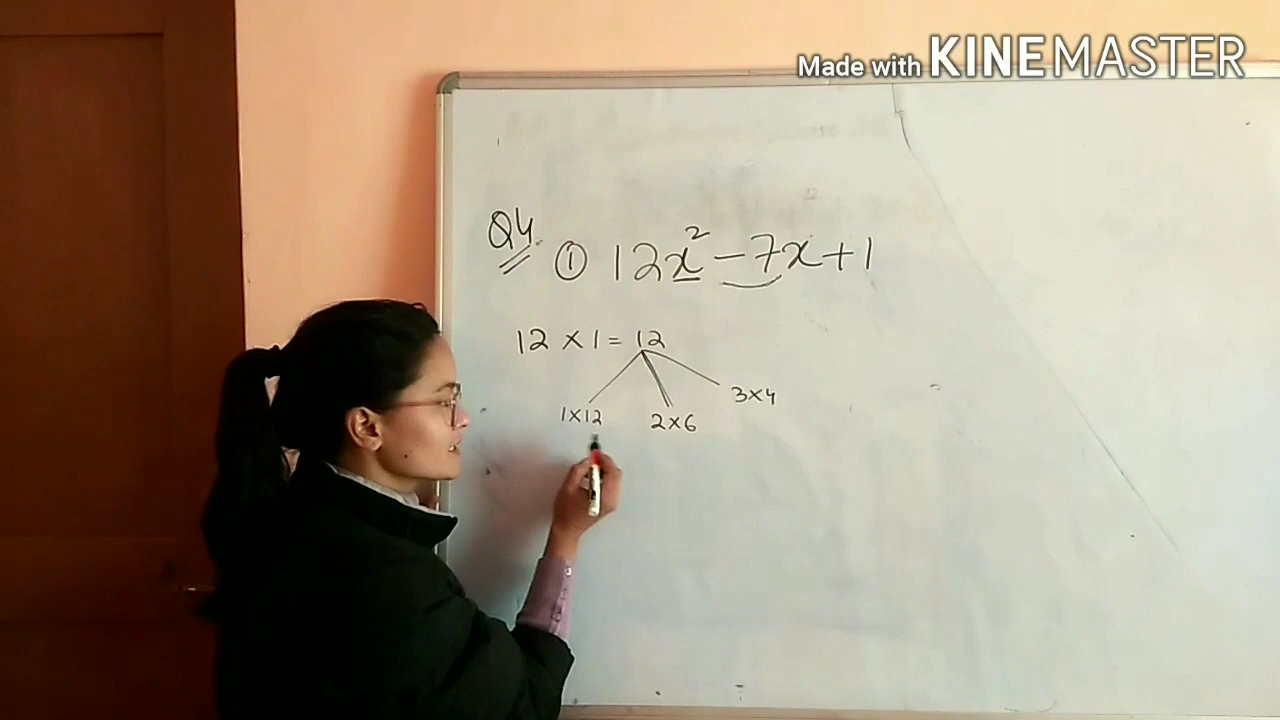 Made with KINEMASTER
Q4. ① 12x² - 7x + 1
12 × 1 = 12
1×12 2×6 3×4